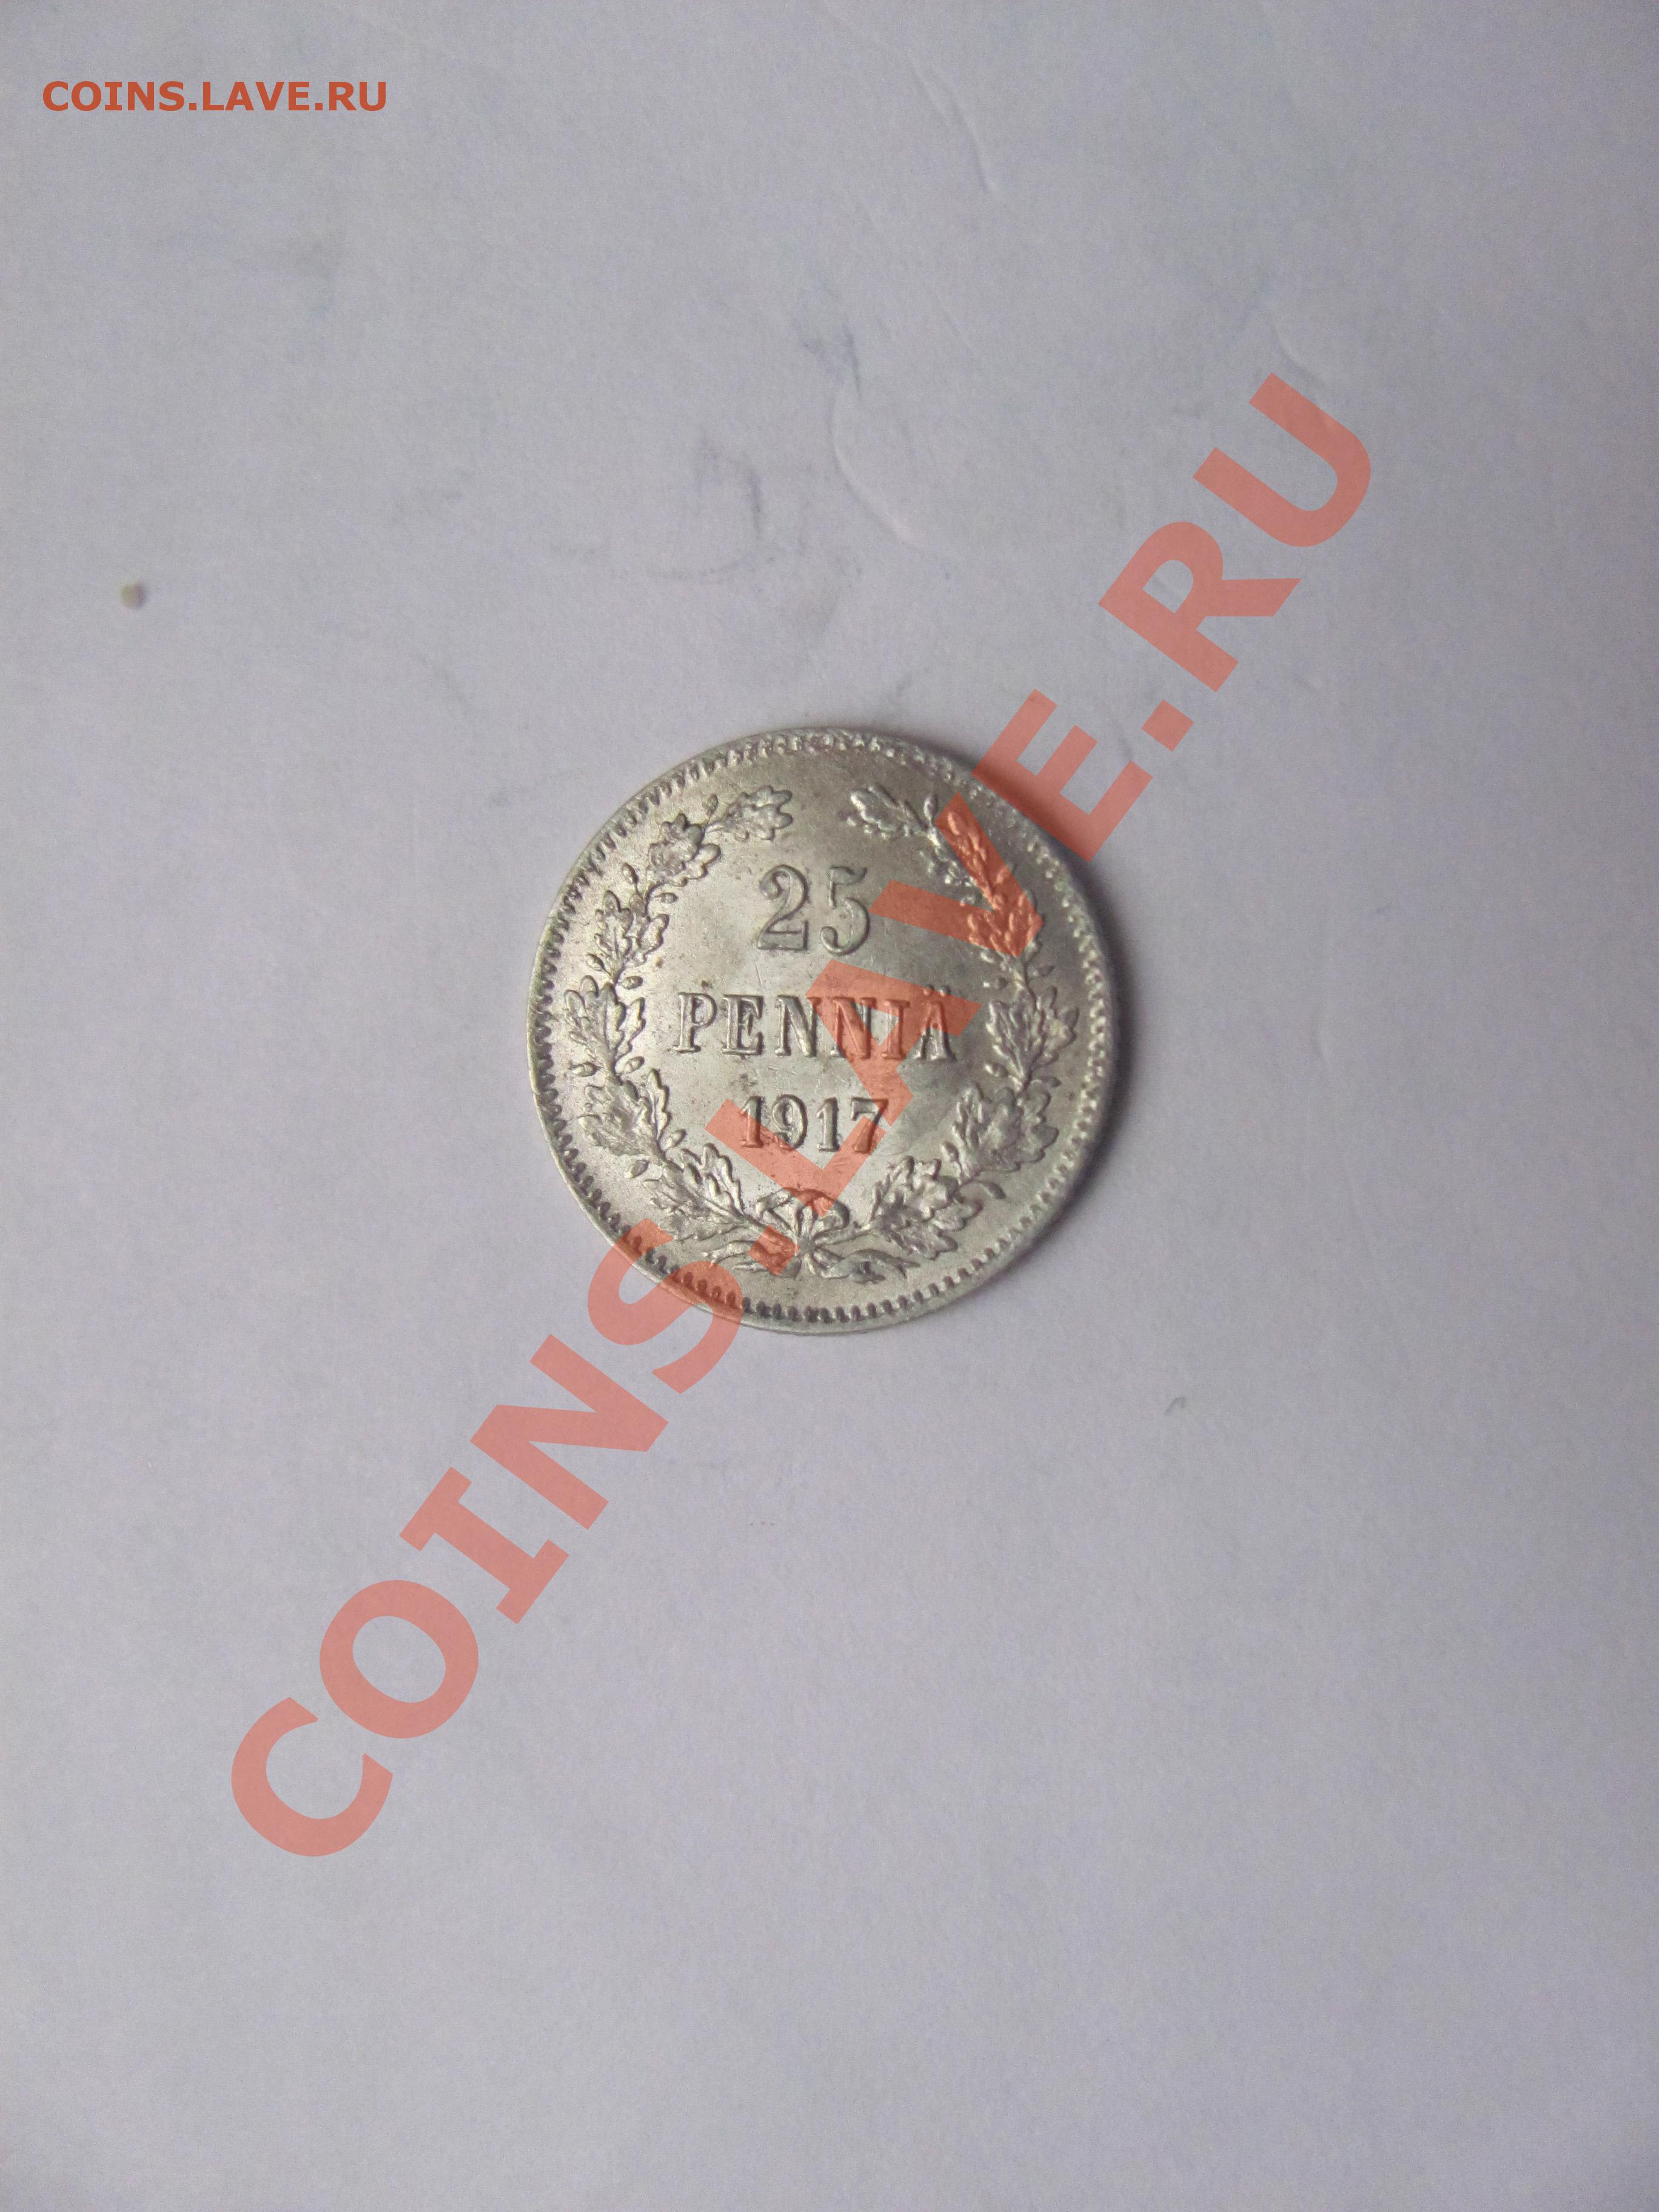 COINS.LAVE.RU
25
PENNIÄ
1917
COINS.LAVE.RU